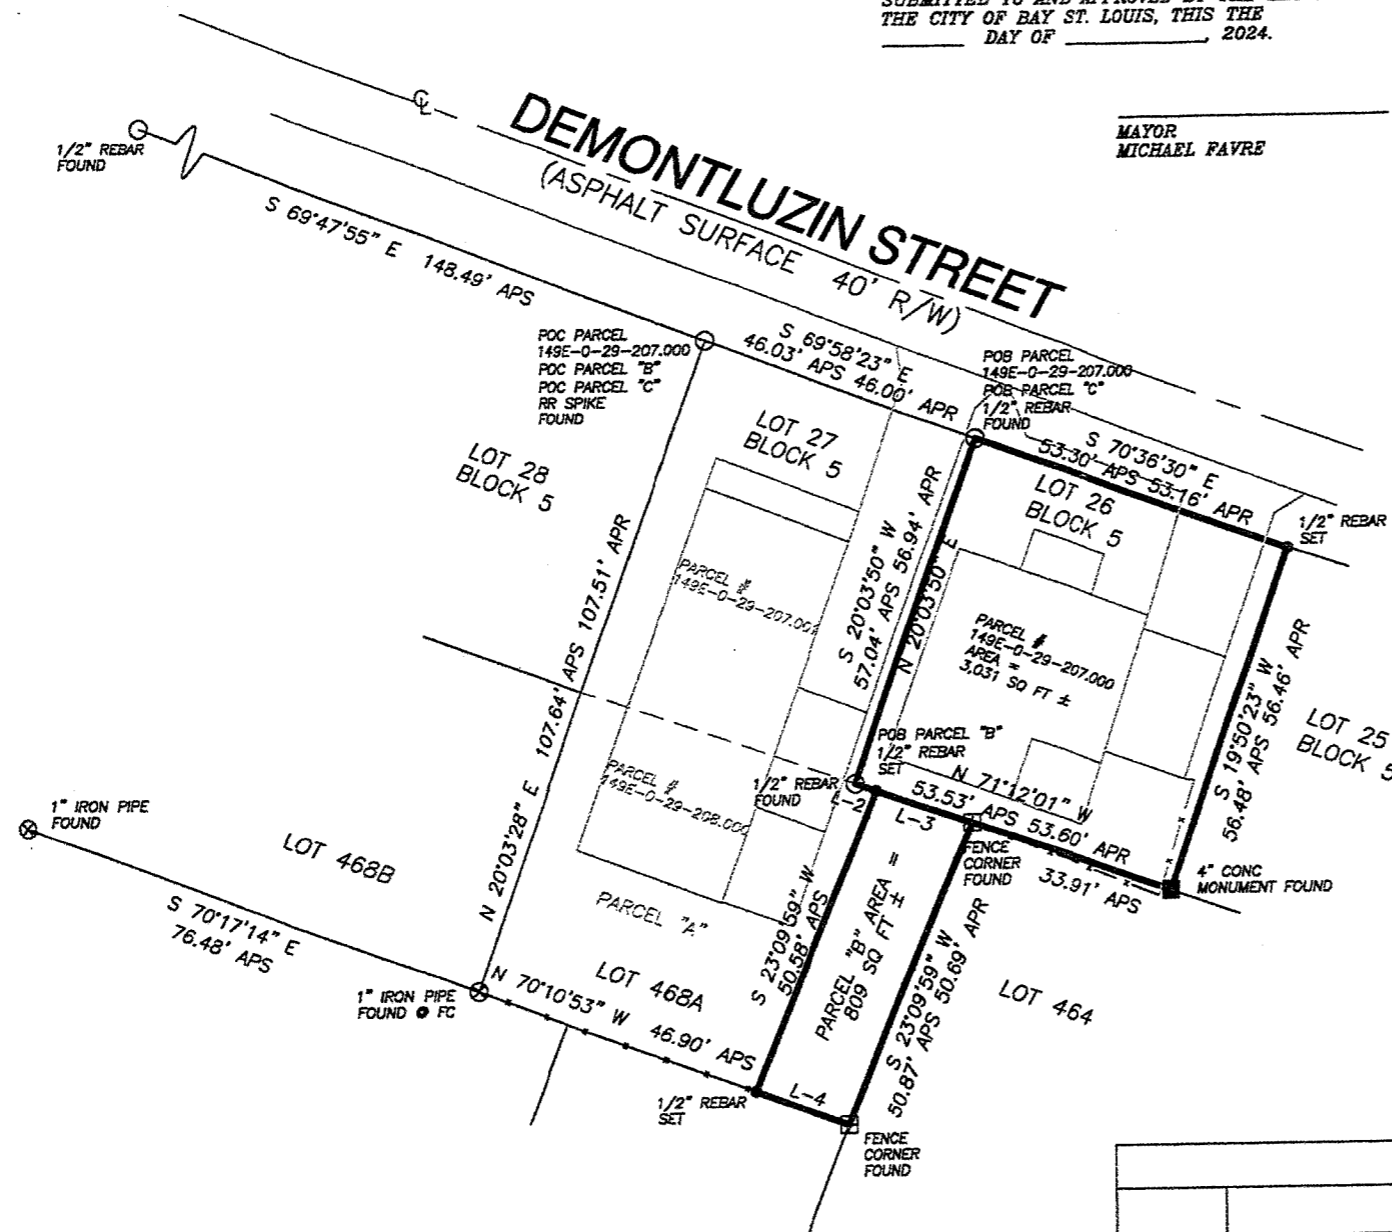 THE CITY OF BAY ST. LOUIS, THIS THE
DAY OF , 2024.
MAYOR
MICHAEL FAVRE
1/2" REBAR
FOUND
DEMONTLUZIN STREET
(ASPHALT SURFACE 40' R/W)
S 69°47'55" E 148.49' APS
POC PARCEL
149E-0-29-207.000
POC PARCEL "B"
POC PARCEL "C"
RR SPIKE
FOUND
S 69°58'23" E
46.03' APS 46.00' APR
POB PARCEL
149E-0-29-207.000
POB PARCEL "C"
1/2" REBAR
FOUND
S 70°36'30" E
53.30' APS 53.16' APR
1/2" REBAR
SET
LOT 28
BLOCK 5
LOT 27
BLOCK 5
LOT 26
BLOCK 5
LOT 25
BLOCK 5
N 20°03'28" E 107.64' APS 107.51' APR
PARCEL #
PARCEL #
149E-0-29-208.000
S 20°03'50" W
57.04' APS 56.94' APR
N 20°03'50" E
PARCEL #
149E-0-29-207.000
AREA =
3,031 SQ FT ±
S 19°50'23" W
56.48' APS 56.46' APR
POB PARCEL "B"
1/2" REBAR
SET
1/2" REBAR
FOUND
L-2
L-3
N 71°12'01" W
53.53' APS 53.60' APR
33.91' APS
FENCE
CORNER
FOUND
4" CONC
MONUMENT FOUND
1" IRON PIPE
FOUND
LOT 468B
S 70°17'14" E
76.48' APS
1" IRON PIPE
FOUND @ FC
PARCEL "A"
LOT 468A
N 70°10'53" W 46.90' APS
S 23°09'59" W
50.58' APS
PARCEL "B" AREA =
809 SQ FT ±
S 23°09'59" W
50.87' APS 50.69' APR
LOT 464
1/2" REBAR
SET
L-4
FENCE
CORNER
FOUND